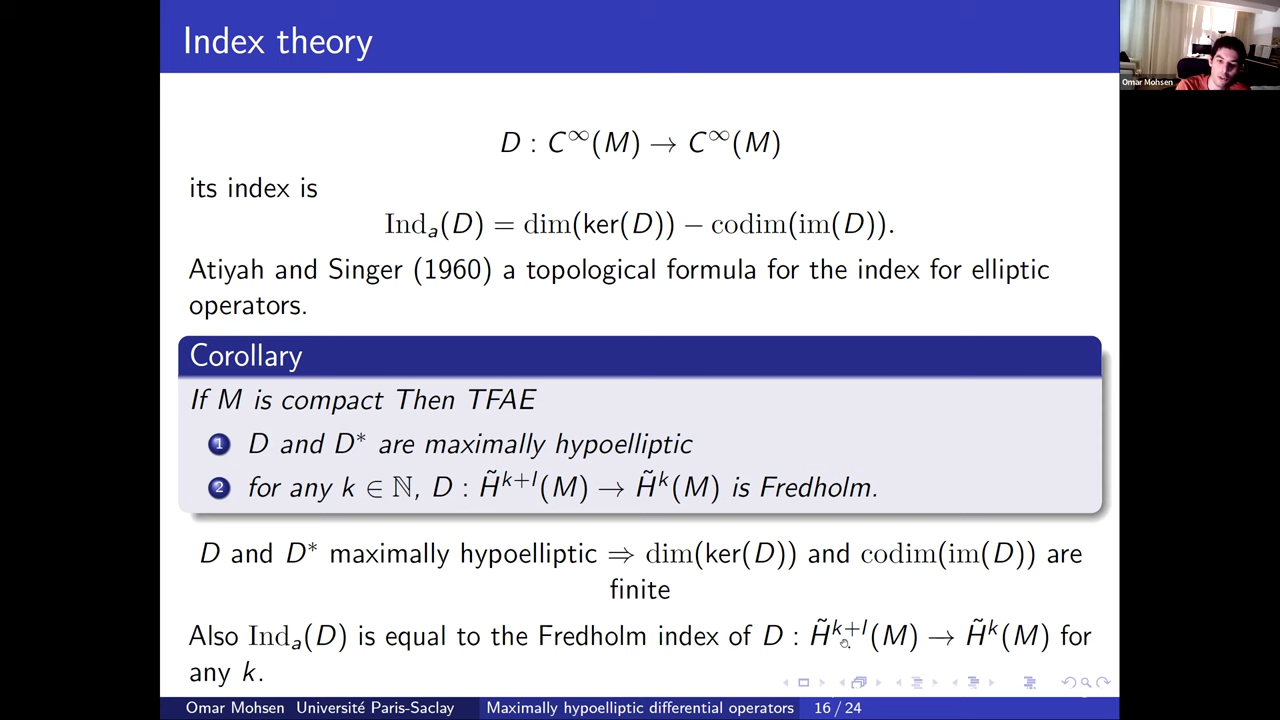 Index theory
Omar Mohsen
D : C^∞(M) → C^∞(M)
its index is
Ind_a(D) = dim(ker(D)) − codim(im(D)).
Atiyah and Singer (1960) a topological formula for the index for elliptic
operators.
Corollary
If M is compact Then TFAE
1 D and D* are maximally hypoelliptic
2 for any k ∈ ℕ, D : H̃^{k+l}(M) → H̃^k(M) is Fredholm.
D and D* maximally hypoelliptic ⇒ dim(ker(D)) and codim(im(D)) are
finite
Also Ind_a(D) is equal to the Fredholm index of D : H̃^{k+l}(M) → H̃^k(M) for
any k.
Omar Mohsen Université Paris-Saclay Maximally hypoelliptic differential operators 16 / 24